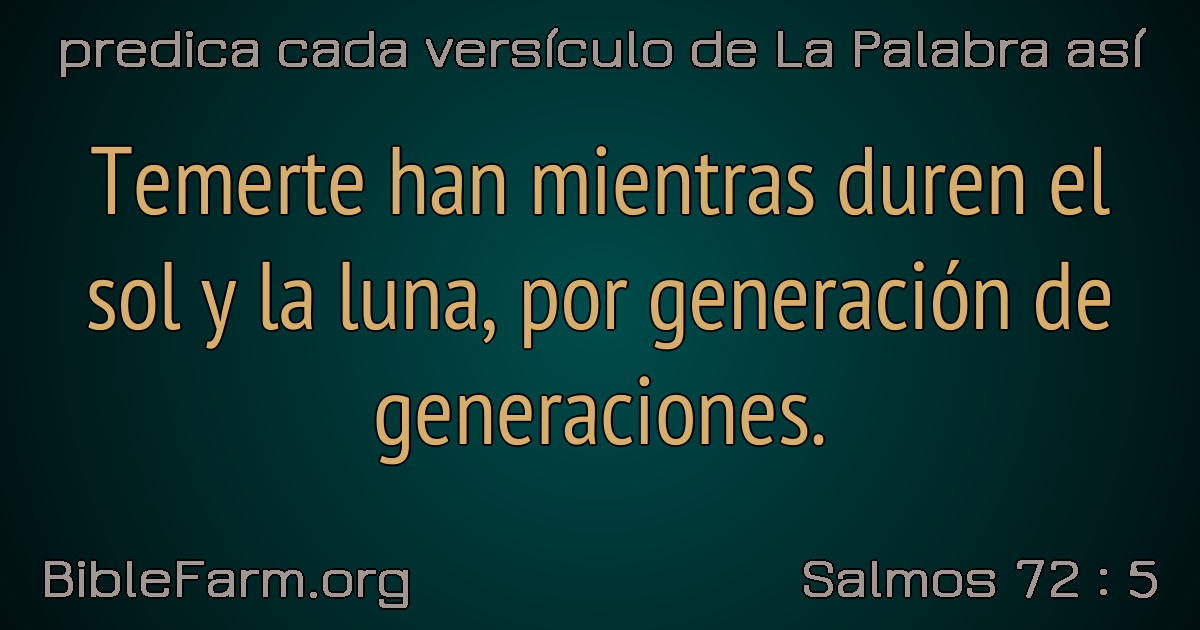 predica cada versículo de La Palabra así
Temerte han mientras duren el
sol y la luna, por generación de
generaciones.
BibleFarm.org
Salmos 72 : 5